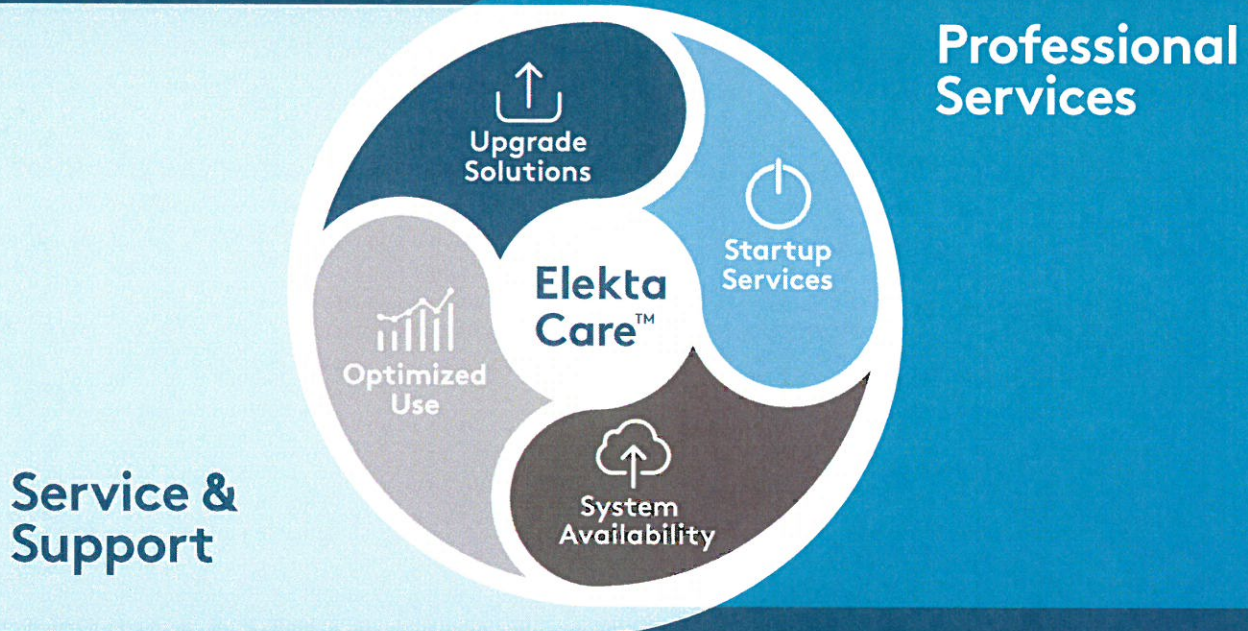 Professional
Services
Upgrade
Solutions
Startup
Services
Elekta
Care™
Optimized
Use
System
Availability
Service &
Support